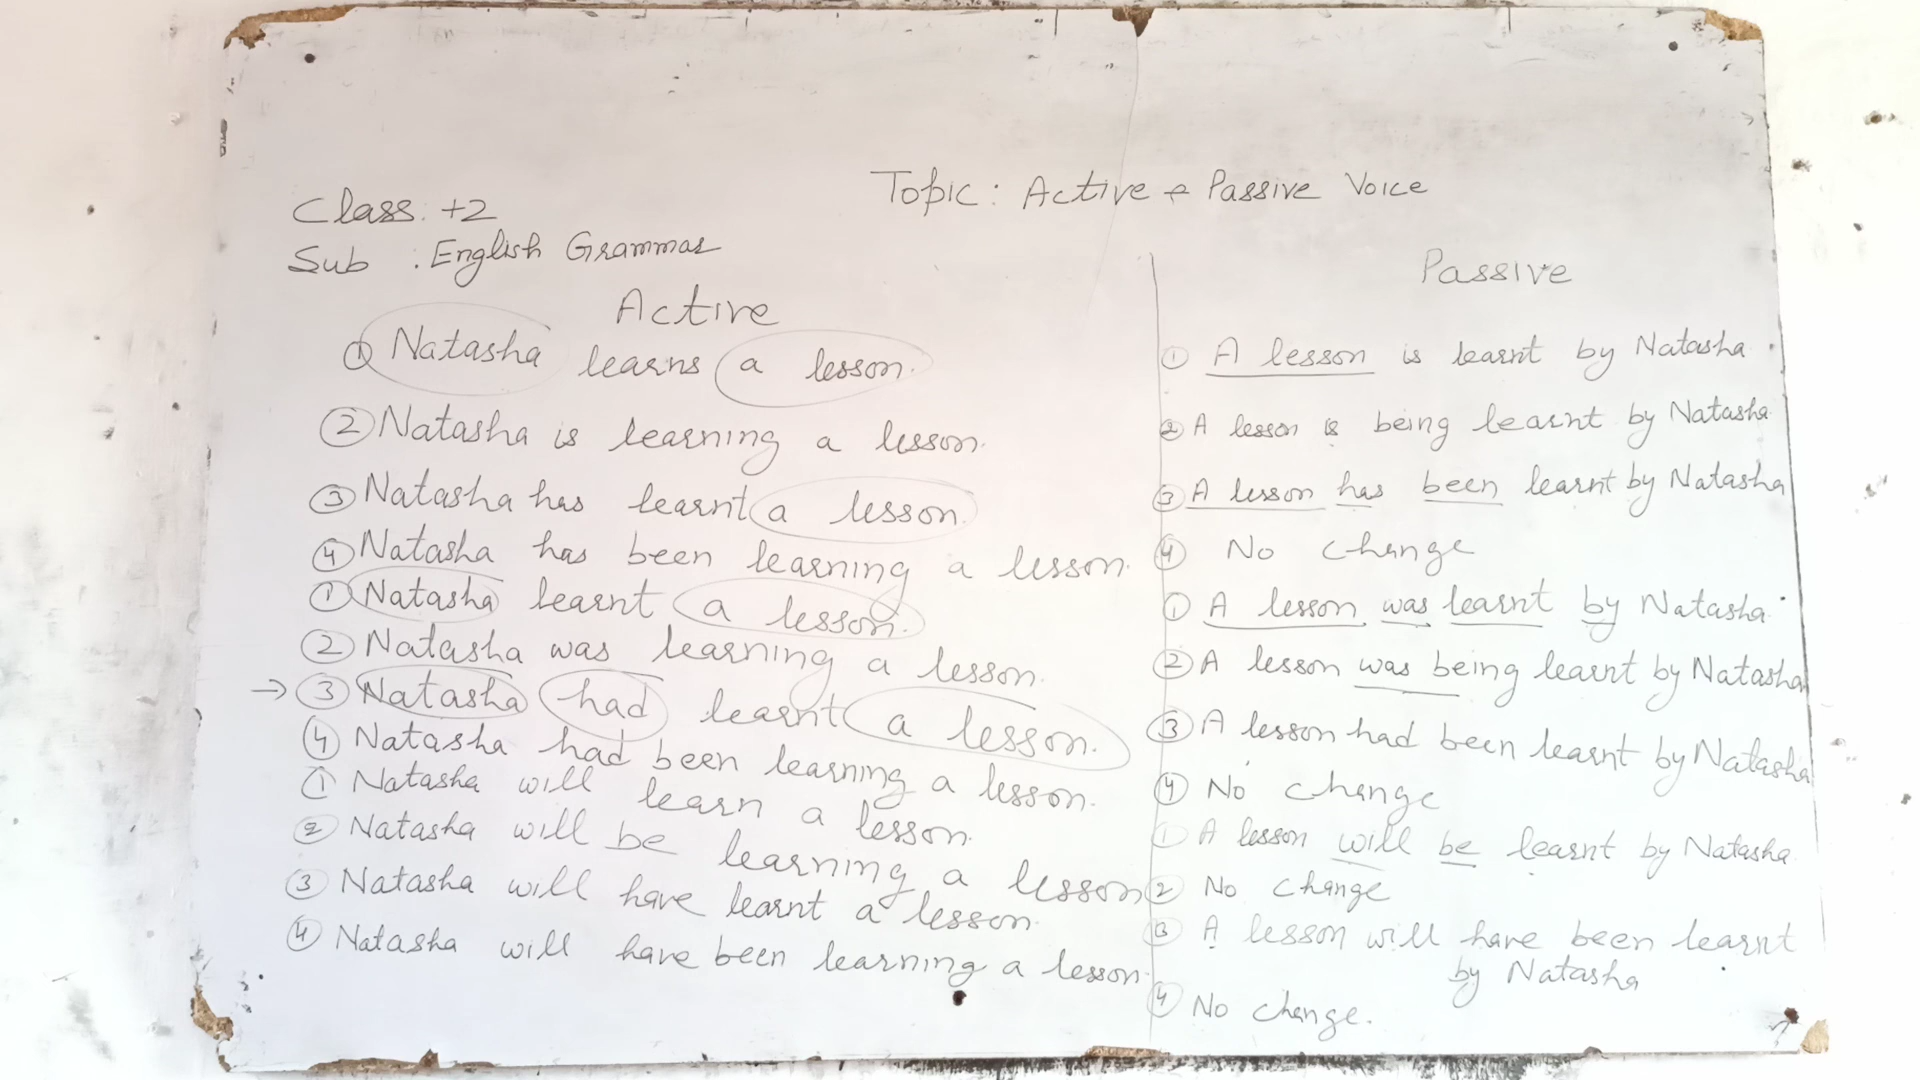 Topic: Active & Passive Voice
Class: +2
Sub : English Grammar
Active
① Natasha learns a lesson.
② Natasha is learning a lesson.
③ Natasha has learnt a lesson.
④ Natasha has been learning a lesson.
① Natasha learnt a lesson.
② Natasha was learning a lesson.
→ ③ Natasha had learnt a lesson.
④ Natasha had been learning a lesson.
① Natasha will learn a lesson.
② Natasha will be learning a lesson
③ Natasha will have learnt a lesson.
④ Natasha will have been learning a lesson.
Passive
① A lesson is learnt by Natasha.
② A lesson is being learnt by Natasha
③ A lesson has been learnt by Natasha
④ No change
① A lesson was learnt by Natasha.
② A lesson was being learnt by Natasha
③ A lesson had been learnt by Natasha
④ No change
① A lesson will be learnt by Natasha
② No change
③ A lesson will have been learnt
by Natasha
④ No change.